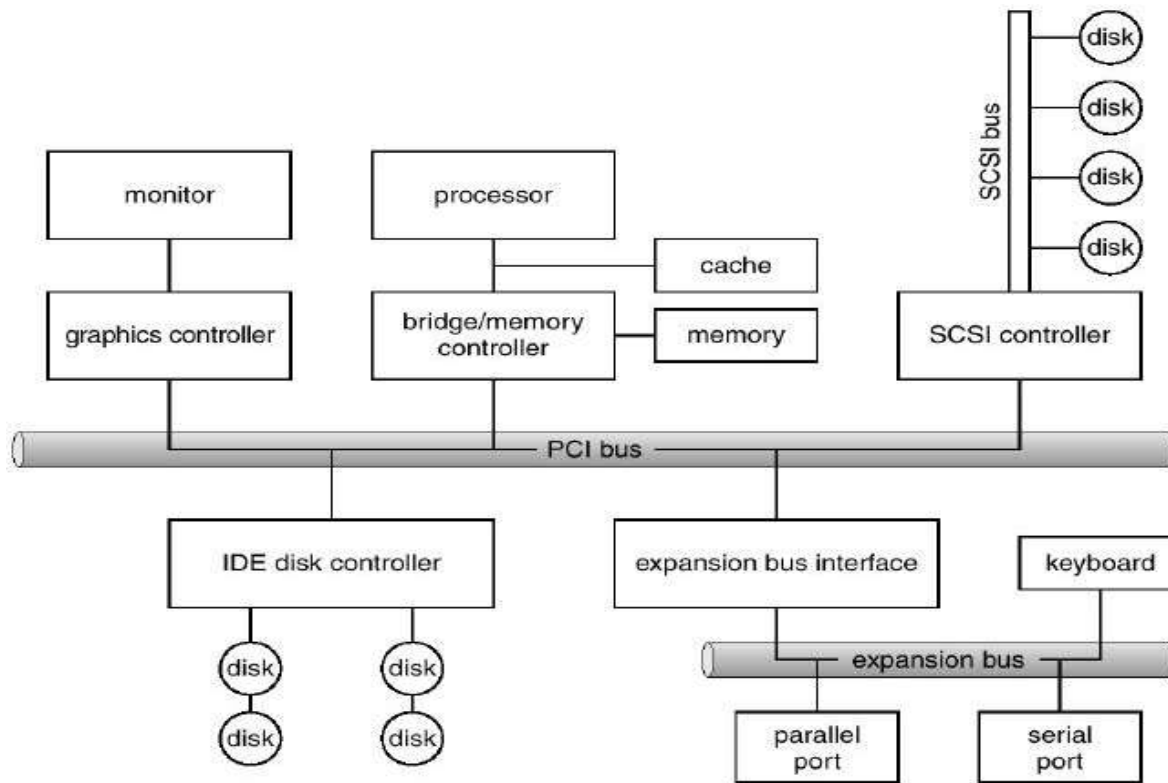 disk
disk
SCSI bus
disk
disk
monitor
processor
cache
graphics controller
bridge/memory
controller
memory
SCSI controller
PCI bus
IDE disk controller
expansion bus interface
keyboard
disk
disk
expansion bus
disk
disk
parallel
port
serial
port